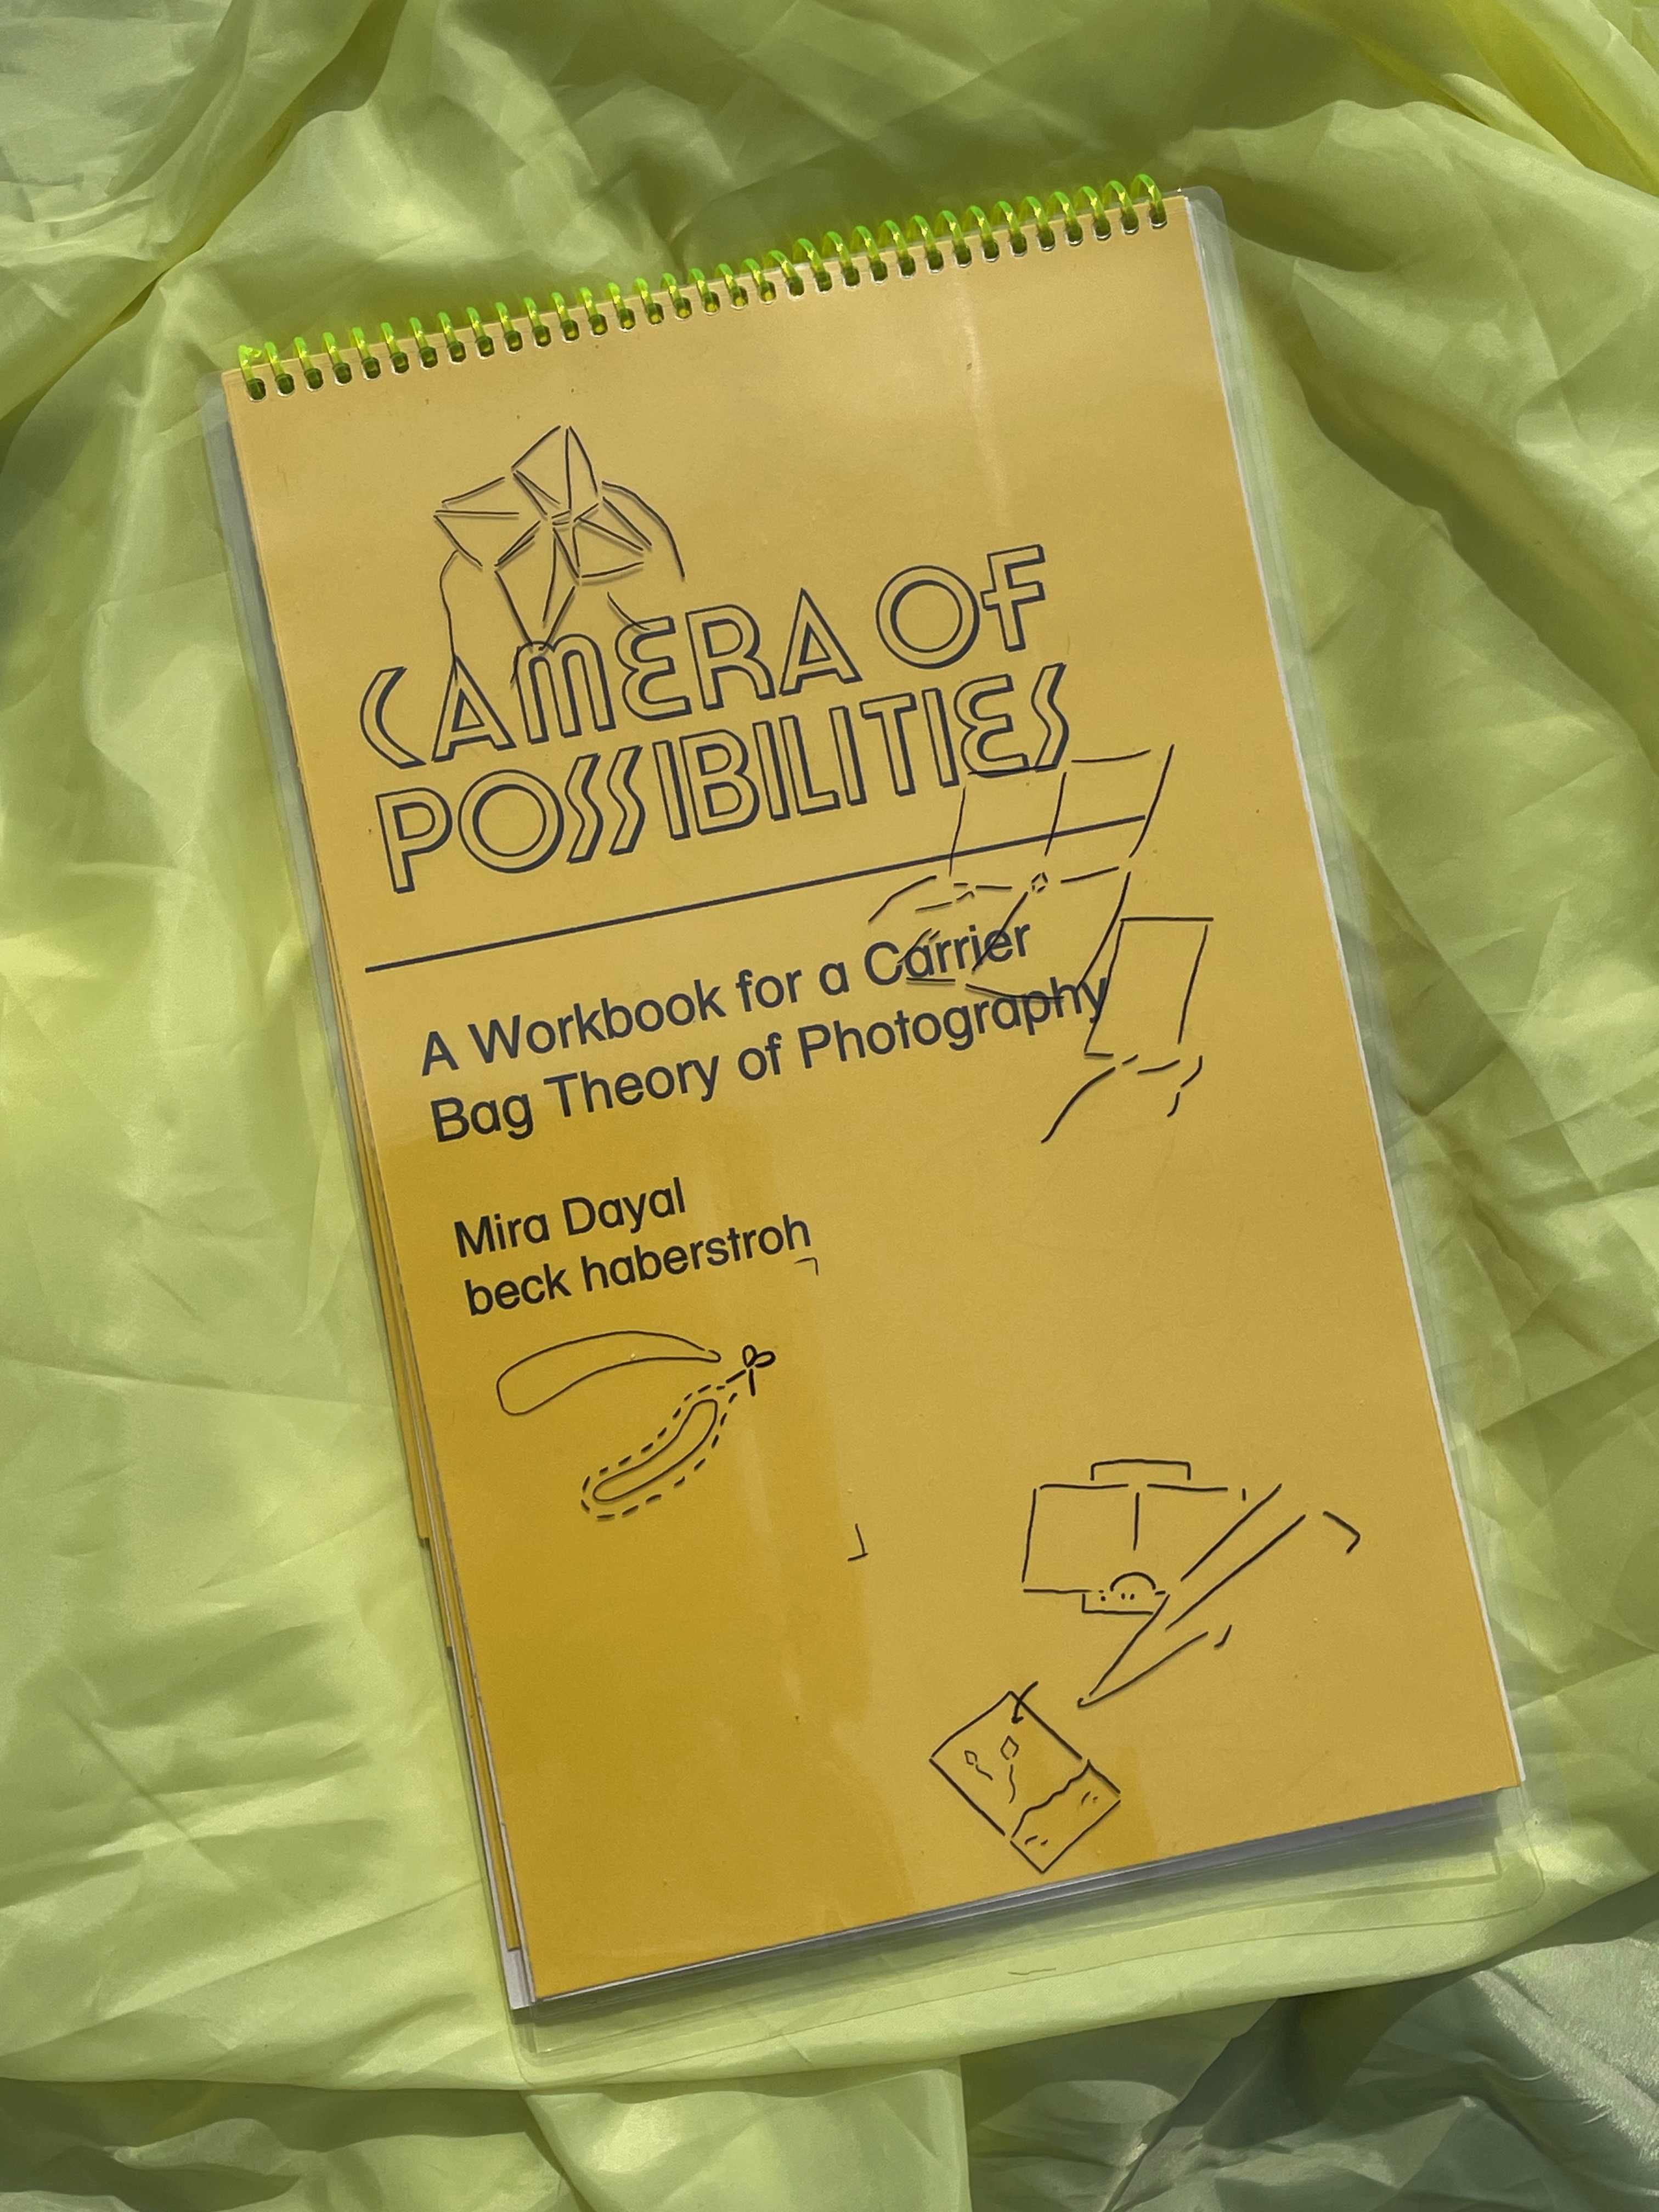 CAMERA OF
POSSIBILITIES
A Workbook for a Carrier
Bag Theory of Photography
Mira Dayal
beck haberstroh